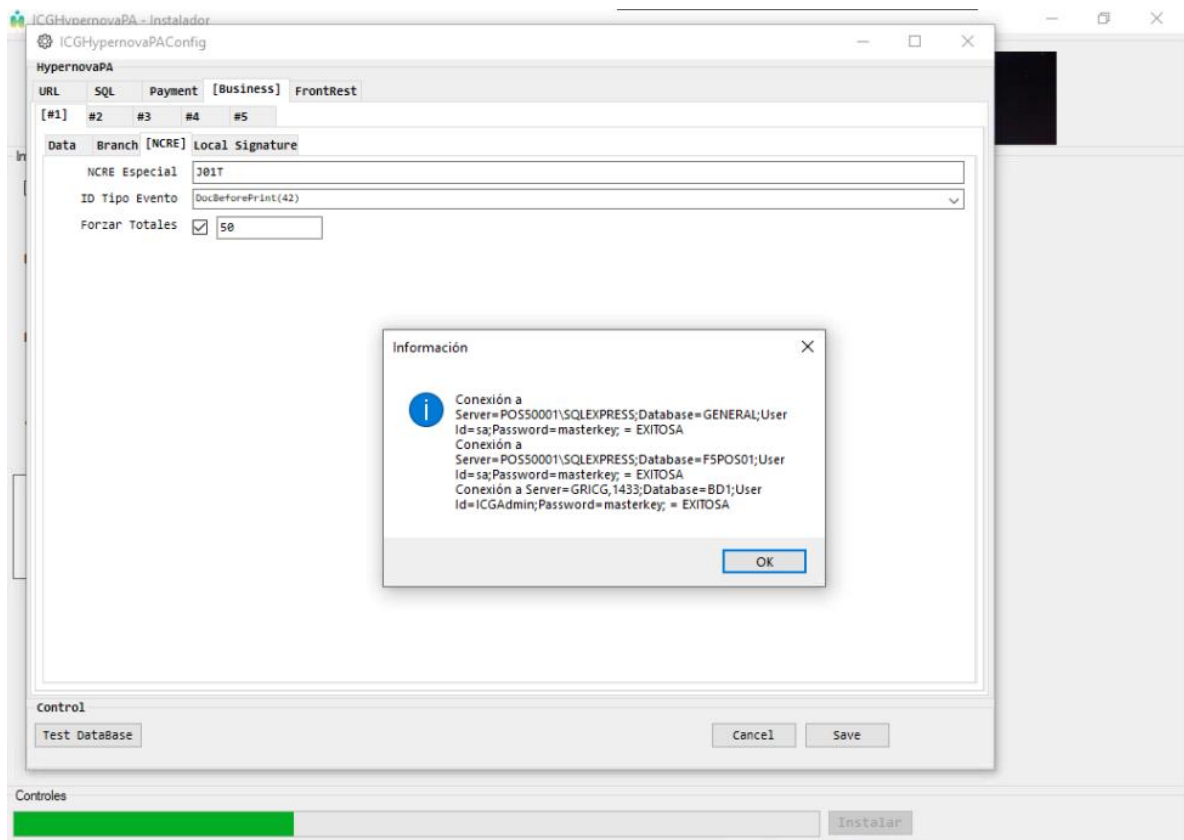 ICGHypernovaPA - Instalador
ICGHypernovaPAConfig
HypernovaPA
URL SQL Payment [Business] FrontRest
[#1] #2 #3 #4 #5
Data Branch [NCRE] Local Signature
NCRE Especial J01T
ID Tipo Evento DocBeforePrint(42)
Forzar Totales 50
Información
Conexión a
Server=POS50001\SQLEXPRESS;Database=GENERAL;User
Id=sa;Password=masterkey; = EXITOSA
Conexión a
Server=POS50001\SQLEXPRESS;Database=F5POS01;User
Id=sa;Password=masterkey; = EXITOSA
Conexión a Server=GRICG,1433;Database=BD1;User
Id=ICGAdmin;Password=masterkey; = EXITOSA
OK
Control
Test DataBase Cancel Save
Controles
Instalar